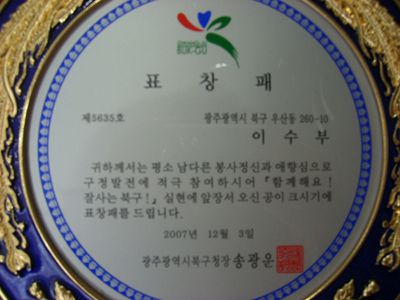 표창패
제5635호
광주광역시 북구 우산동 260-10
이수부
귀하께서는 평소 남다른 봉사정신과 애향심으로
구정발전에 적극 참여하시어 『함께해요!
잘사는 북구!』 실현에 앞장서 오신 공이 크시기에
표창패를 드립니다.
2007년 12월 3일
광주광역시북구청장 송광운